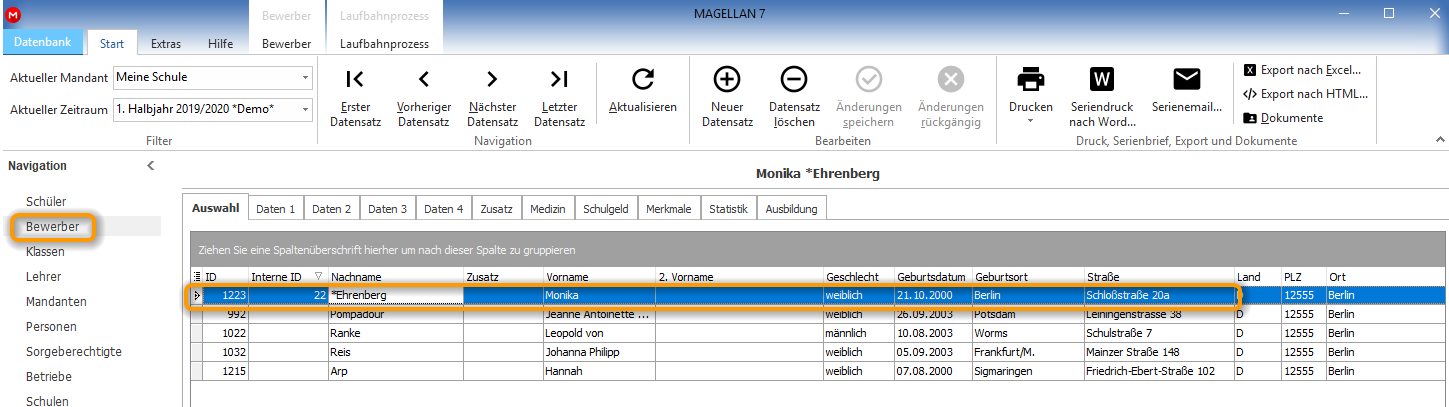 Bewerber Laufbahnprozess MAGELLAN 7
Datenbank Start Extras Hilfe Bewerber Laufbahnprozess
Aktueller Mandant Meine Schule
Aktueller Zeitraum 1. Halbjahr 2019/2020 *Demo*
Filter
Erster Datensatz
Vorheriger Datensatz
Nächster Datensatz
Letzter Datensatz
Aktualisieren
Navigation
Neuer Datensatz
Datensatz löschen
Änderungen speichern
Änderungen rückgängig
Bearbeiten
Drucken
Seriendruck nach Word...
Serienemail...
Export nach Excel...
Export nach HTML...
Dokumente
Druck, Serienbrief, Export und Dokumente
Navigation
Schüler
Bewerber
Klassen
Lehrer
Mandanten
Personen
Sorgeberechtigte
Betriebe
Schulen
Monika *Ehrenberg
Auswahl Daten 1 Daten 2 Daten 3 Daten 4 Zusatz Medizin Schulgeld Merkmale Statistik Ausbildung
Ziehen Sie eine Spaltenüberschrift hierher um nach dieser Spalte zu gruppieren
ID Interne ID Nachname Zusatz Vorname 2. Vorname Geschlecht Geburtsdatum Geburtsort Straße Land PLZ Ort
1223 22 *Ehrenberg Monika weiblich 21.10.2000 Berlin Schloßstraße 20a 12555 Berlin
992 Pompadour Jeanne Antoinette ... weiblich 26.09.2003 Potsdam Leiningenstrasse 38 D 12555 Berlin
1022 Ranke Leopold von männlich 10.08.2003 Worms Schulstraße 7 D 12555 Berlin
1032 Reis Johanna Philipp weiblich 05.09.2003 Frankfurt/M. Mainzer Straße 148 D 12555 Berlin
1215 Arp Hannah weiblich 07.08.2000 Sigmaringen Friedrich-Ebert-Straße 102 D 12555 Berlin